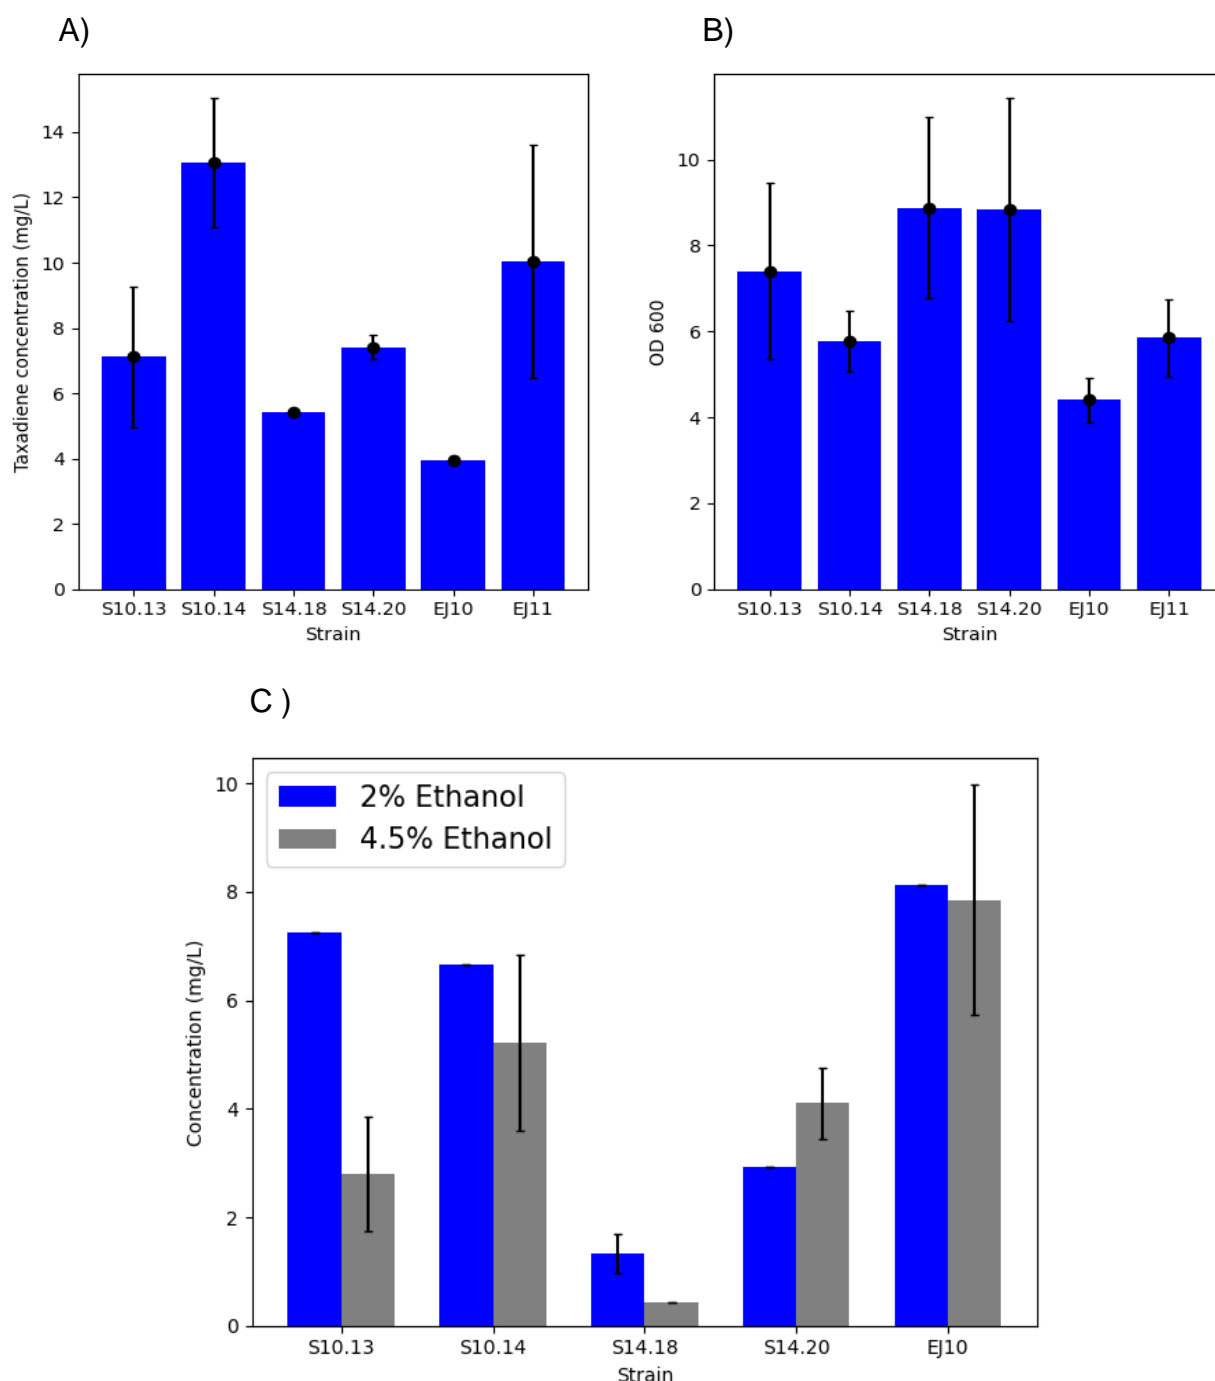 A)
B)
14
12
10
8
6
4
2
0
Taxadiene concentration (mg/L)
S10.13 S10.14 S14.18 S14.20 EJ10 EJ11
Strain
10
8
6
4
2
0
OD 600
S10.13 S10.14 S14.18 S14.20 EJ10 EJ11
Strain
C )
2% Ethanol
4.5% Ethanol
10
8
6
4
2
0
Concentration (mg/L)
S10.13 S10.14 S14.18 S14.20 EJ10
Strain